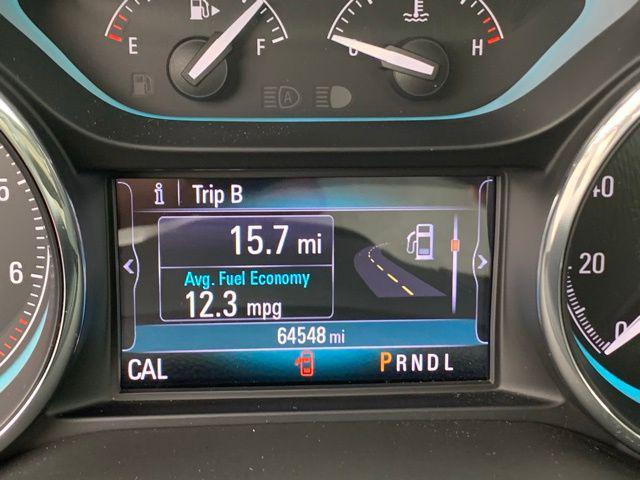 E F C H
5
6
i Trip B
15.7 mi
Avg. Fuel Economy
12.3 mpg
64548 mi
CAL PRNDL
40
20
0